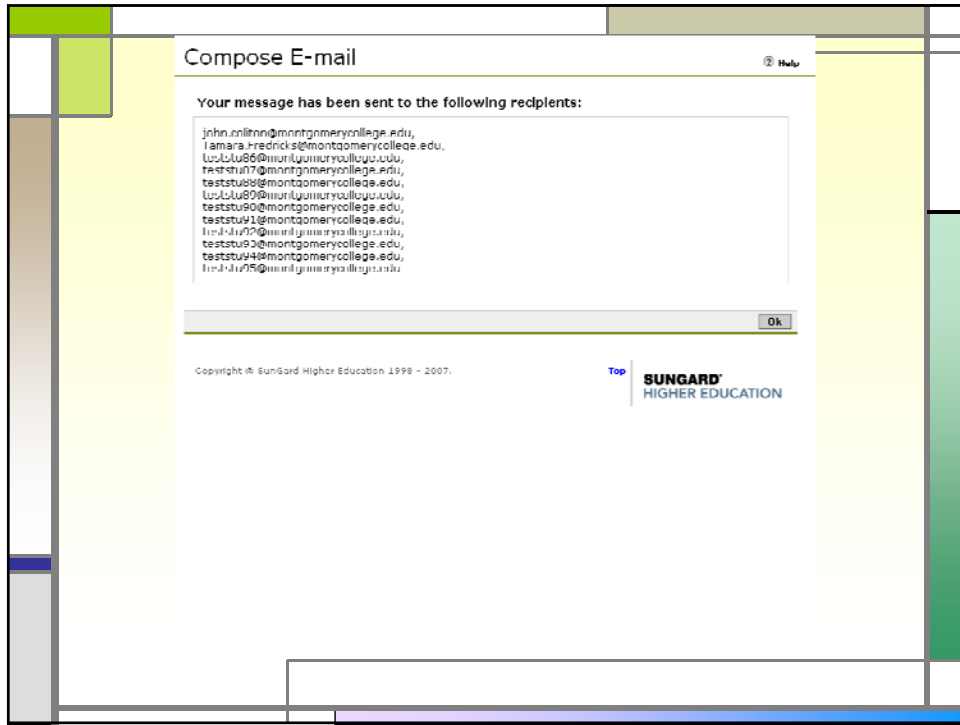 Compose E-mail
Help
Your message has been sent to the following recipients:
john.coliton@montgomerycollege.edu,
Tamara.Fredricks@montgomerycollege.edu,
teststu86@montgomerycollege.edu,
teststu87@montgomerycollege.edu,
teststu88@montgomerycollege.edu,
teststu89@montgomerycollege.edu,
teststu90@montgomerycollege.edu,
teststu91@montgomerycollege.edu,
teststu92@montgomerycollege.edu,
teststu93@montgomerycollege.edu,
teststu94@montgomerycollege.edu,
teststu95@montgomerycollege.edu
Ok
Copyright © SunGard Higher Education 1998 - 2007.
Top
SUNGARD®
HIGHER EDUCATION